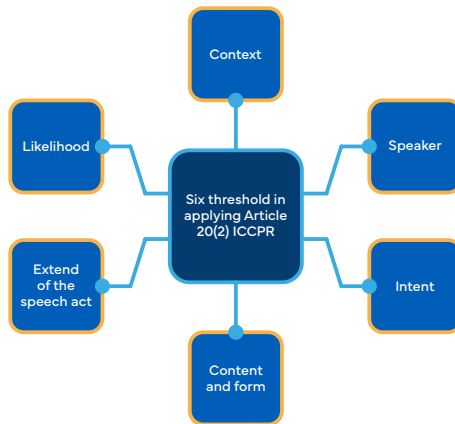 Context
Likelihood
Speaker
Six threshold in
applying Article
20(2) ICCPR
Extend
of the
speech act
Intent
Content
and form